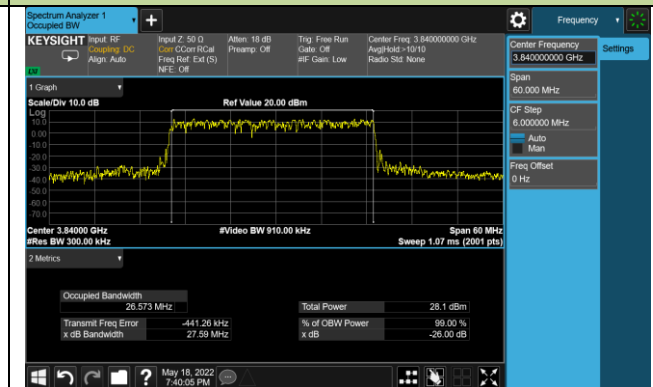 Spectrum Analyzer 1
Occupied BW
+
Frequency
KEYSIGHT
Input: RF
Coupling: DC
Align: Auto
Input Z: 50 Ω
Corr CCorr RCal
Freq Ref: Ext (S)
NFE: Off
Atten: 18 dB
Preamp: Off
Trig: Free Run
Gate: Off
#IF Gain: Low
Center Freq: 3.840000000 GHz
Avg|Hold:>10/10
Radio Std: None
Center Frequency
3.840000000 GHz
Settings
Span
60.000 MHz
CF Step
6.000000 MHz
Auto
Man
Freq Offset
0 Hz
1 Graph
Scale/Div 10.0 dB
Ref Value 20.00 dBm
Log
10.0
0.00
-10.0
-20.0
-30.0
-40.0
-50.0
-60.0
-70.0
Center 3.84000 GHz
#Video BW 910.00 kHz
Span 60 MHz
#Res BW 300.00 kHz
Sweep 1.07 ms (2001 pts)
2 Metrics
Occupied Bandwidth
26.573 MHz
Total Power 28.1 dBm
Transmit Freq Error -441.26 kHz
% of OBW Power 99.00 %
x dB Bandwidth 27.59 MHz
x dB -26.00 dB
?
May 18, 2022
7:40:05 PM